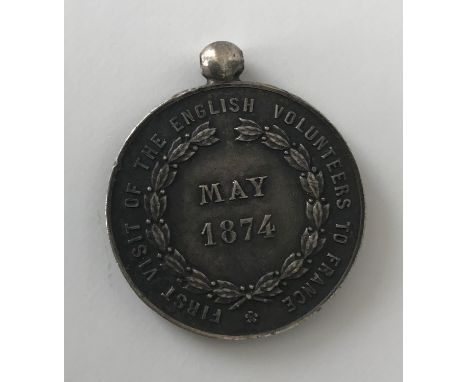 FIRST VISIT OF THE ENGLISH VOLUNTEERS TO FRANCE
MAY
1874